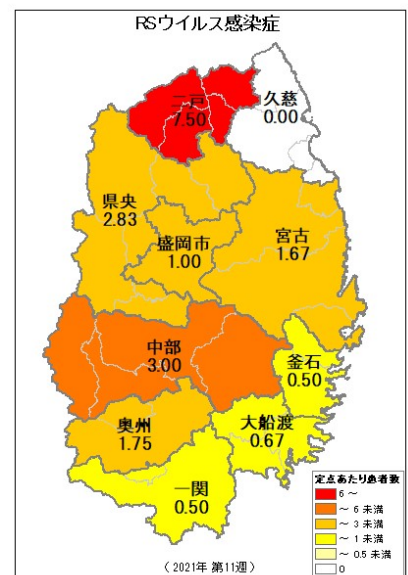 RSウイルス感染症
二戸
7.50
久慈
0.00
県央
2.83
盛岡市
1.00
宮古
1.67
中部
3.00
釜石
0.50
奥州
1.75
大船渡
0.67
一関
0.50
定点あたり患者数
6 ～
～ 6 未満
～ 3 未満
～ 1 未満
～ 0.5 未満
0
（ 2021年 第11週 ）